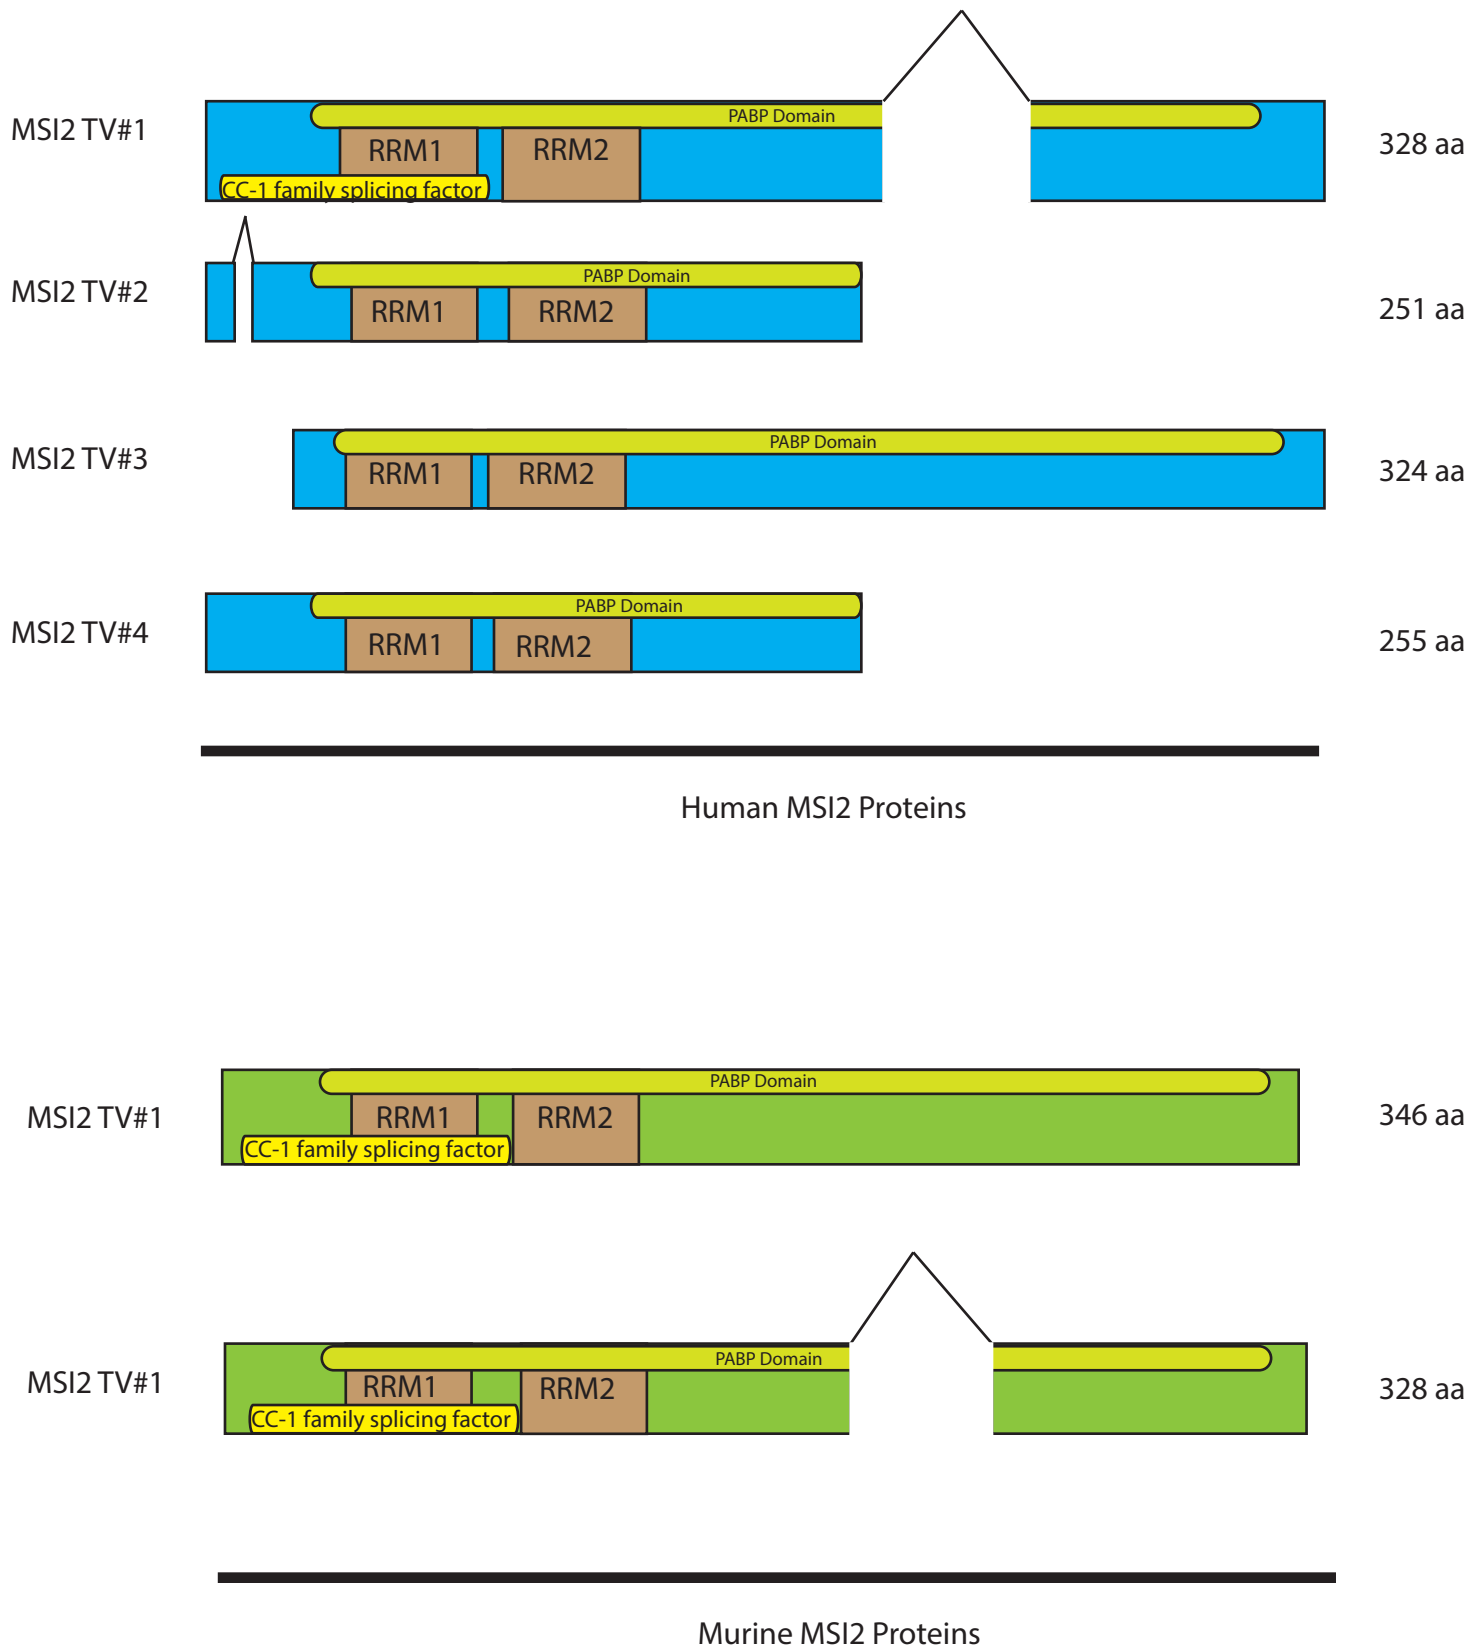 PABP Domain
MSI2 TV#1
RRM1
RRM2
328 aa
CC-1 family splicing factor
PABP Domain
MSI2 TV#2
RRM1
RRM2
251 aa
PABP Domain
MSI2 TV#3
RRM1
RRM2
324 aa
PABP Domain
MSI2 TV#4
RRM1
RRM2
255 aa
Human MSI2 Proteins
PABP Domain
MSI2 TV#1
RRM1
RRM2
346 aa
CC-1 family splicing factor
PABP Domain
MSI2 TV#1
RRM1
RRM2
328 aa
CC-1 family splicing factor
Murine MSI2 Proteins